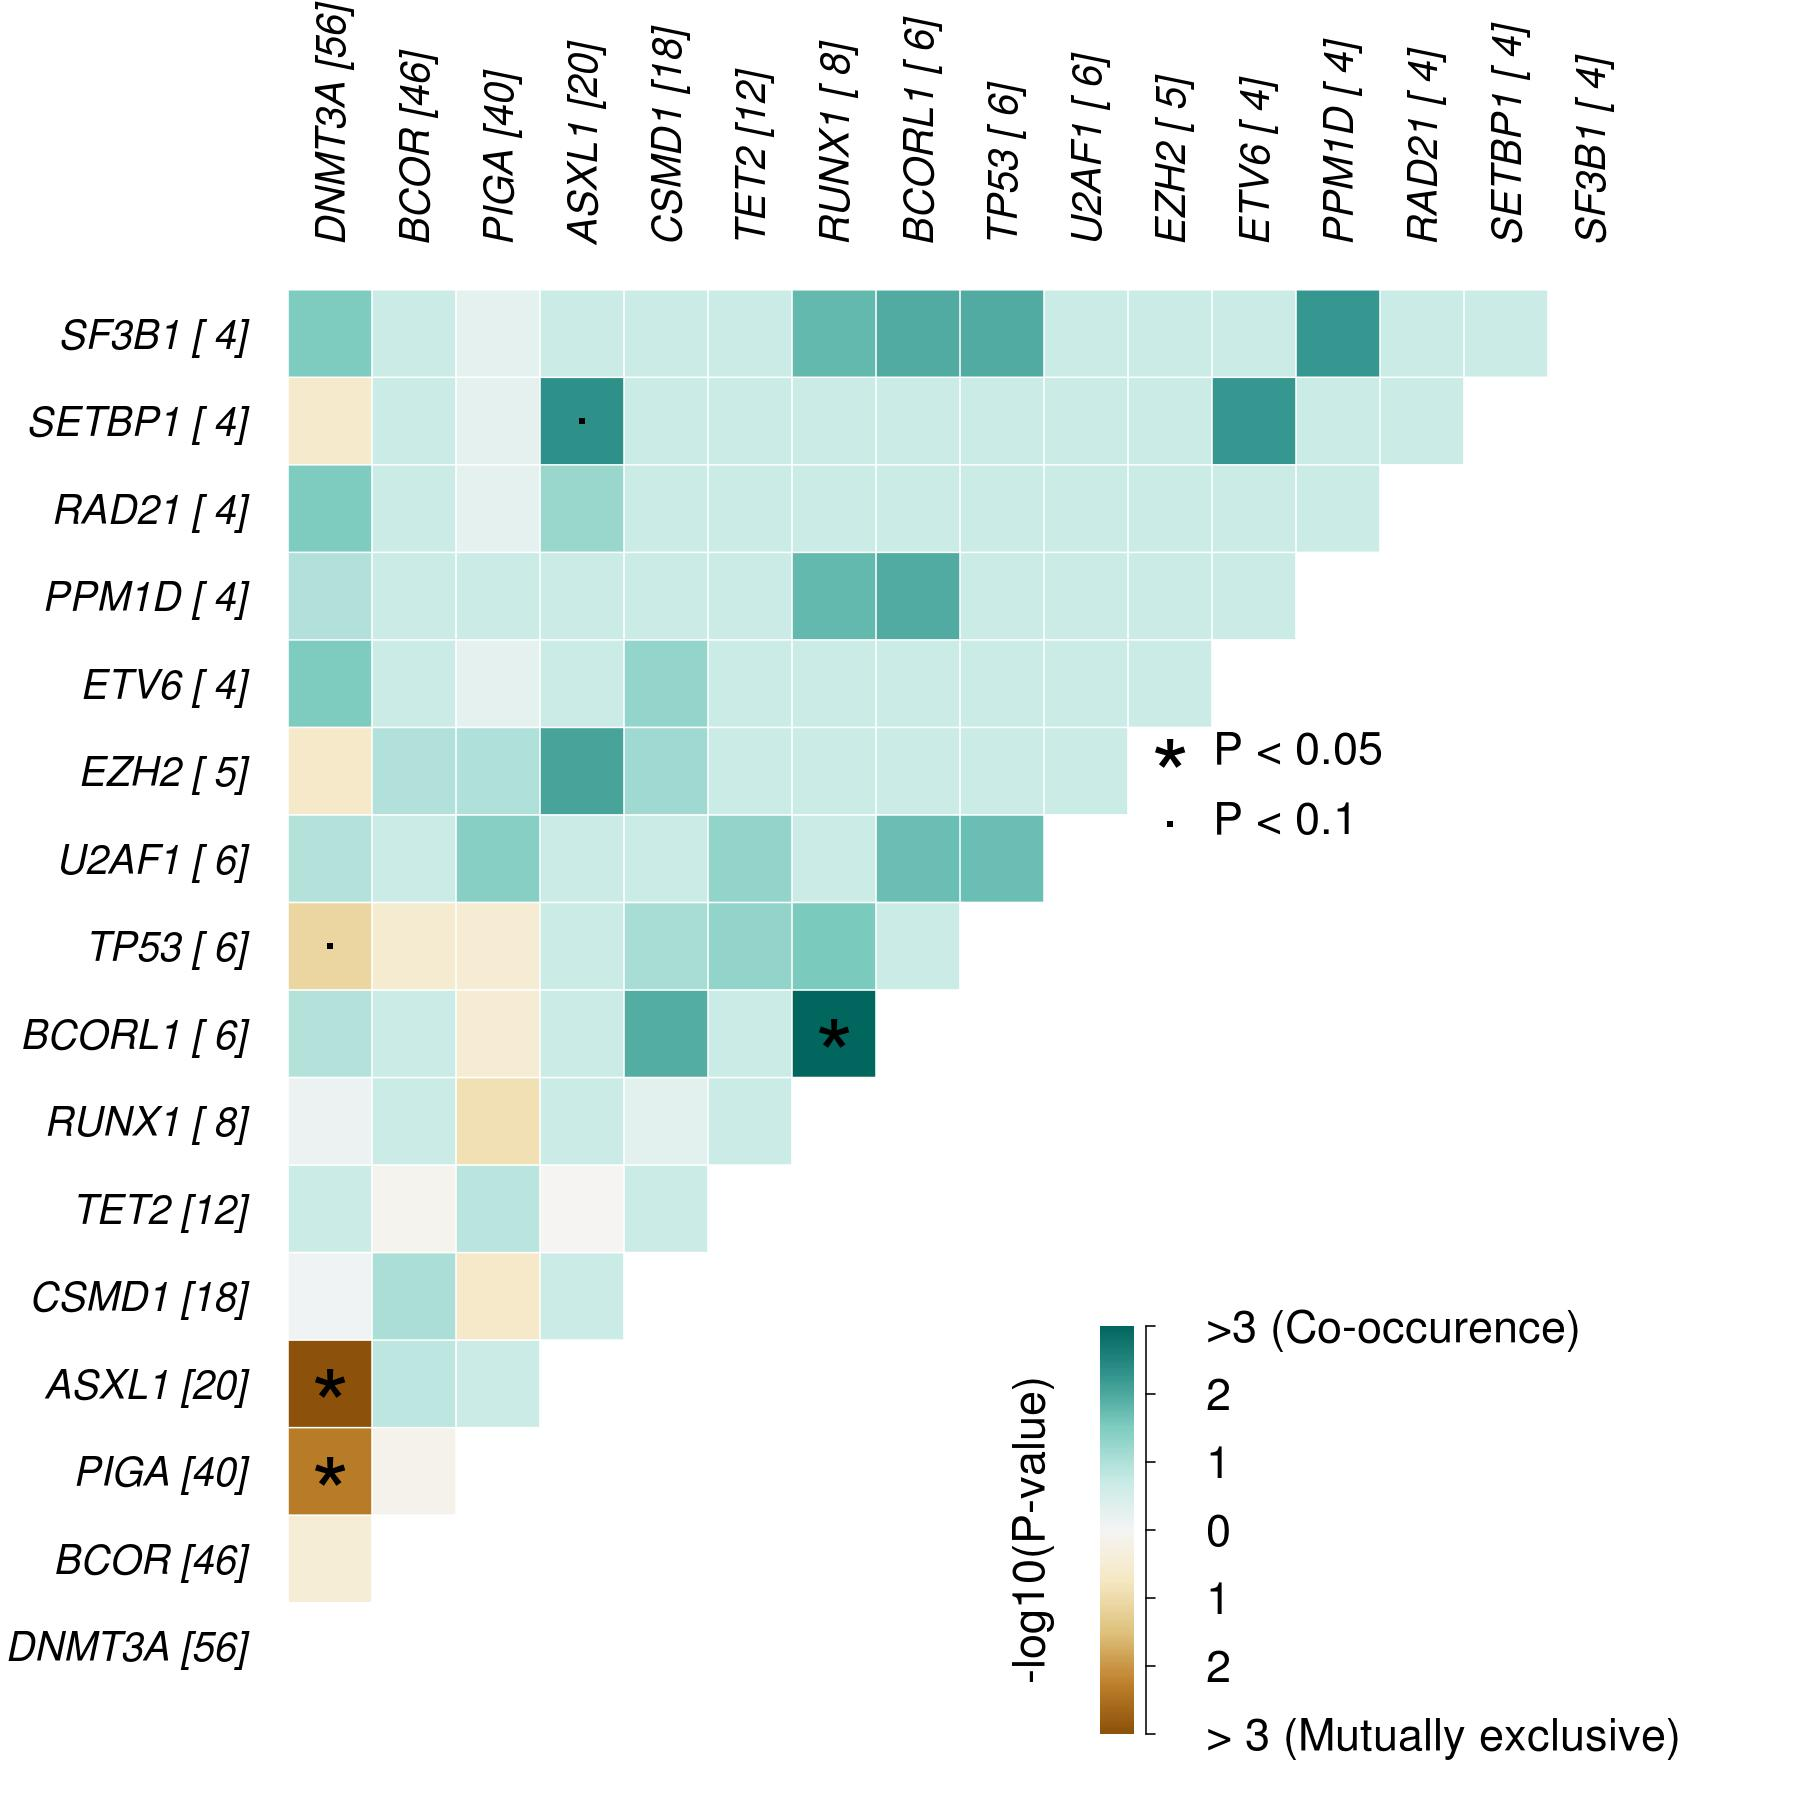 DNMT3A [56]
BCOR [46]
PIGA [40]
ASXL1 [20]
CSMD1 [18]
TET2 [12]
RUNX1 [ 8]
BCORL1 [ 6]
TP53 [ 6]
U2AF1 [ 6]
EZH2 [ 5]
ETV6 [ 4]
PPM1D [ 4]
RAD21 [ 4]
SETBP1 [ 4]
SF3B1 [ 4]
SF3B1 [ 4]
SETBP1 [ 4]
RAD21 [ 4]
PPM1D [ 4]
ETV6 [ 4]
EZH2 [ 5]
U2AF1 [ 6]
TP53 [ 6]
BCORL1 [ 6]
RUNX1 [ 8]
TET2 [12]
CSMD1 [18]
ASXL1 [20]
PIGA [40]
BCOR [46]
DNMT3A [56]
* P < 0.05
· P < 0.1
-log10(P-value)
>3 (Co-occurence)
2
1
0
1
2
> 3 (Mutually exclusive)